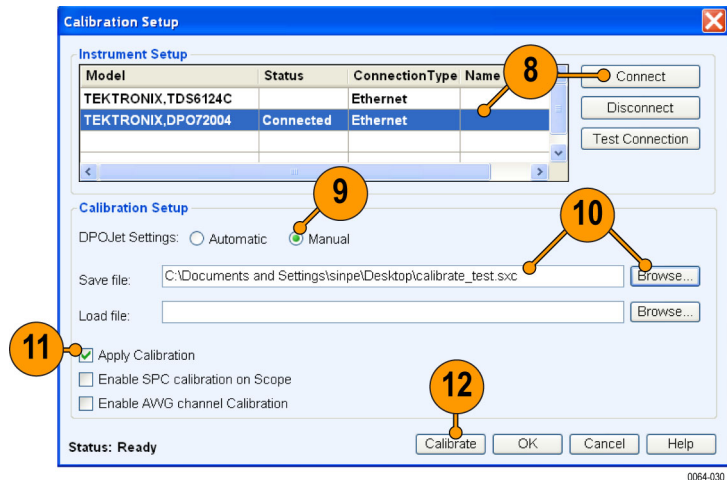 Calibration Setup
Instrument Setup
Model Status ConnectionType Name
8
Connect
TEKTRONIX,TDS6124C Ethernet
Disconnect
TEKTRONIX,DPO72004 Connected Ethernet
Test Connection
9
Calibration Setup
10
DPOJet Settings: Automatic Manual
Save file: C:\Documents and Settings\sinpe\Desktop\calibrate_test.sxc Browse...
Load file: Browse...
11
Apply Calibration
Enable SPC calibration on Scope
12
Enable AWG channel Calibration
Status: Ready Calibrate OK Cancel Help
0064-030